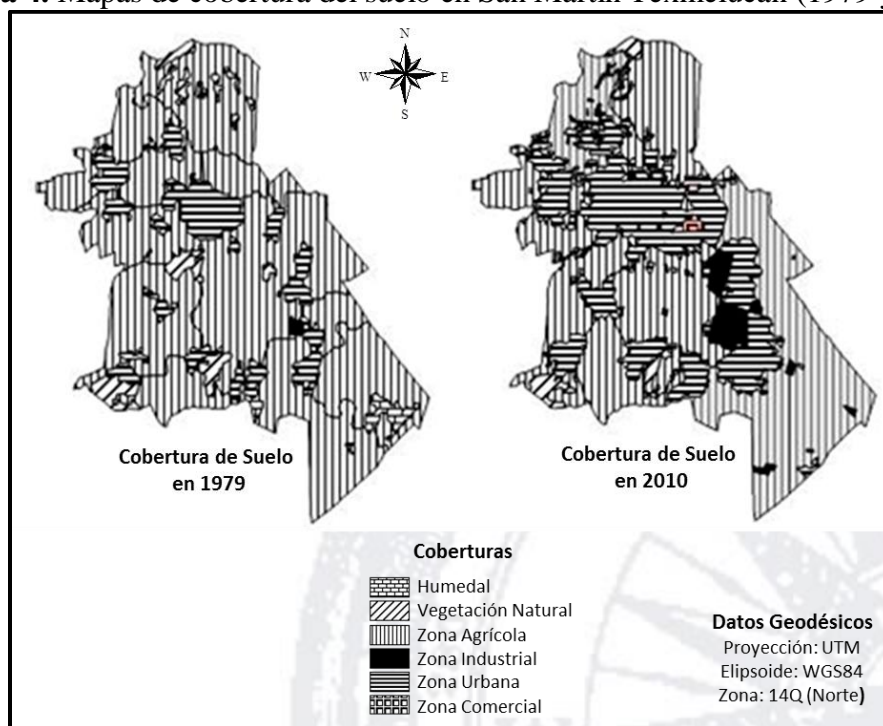 4. Mapas de cobertura del suelo en San Martín Texmelucan (1979
N
W E
S
Cobertura de Suelo
en 1979
Cobertura de Suelo
en 2010
Coberturas
Humedal
Vegetación Natural
Zona Agrícola
Zona Industrial
Zona Urbana
Zona Comercial
Datos Geodésicos
Proyección: UTM
Elipsoide: WGS84
Zona: 14Q (Norte)